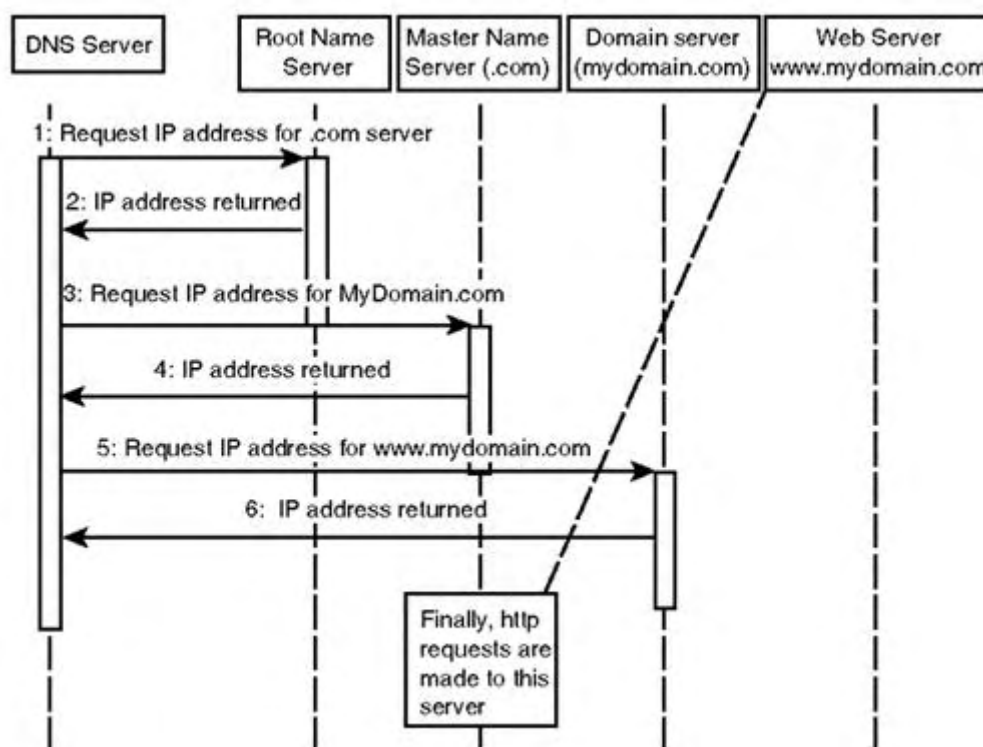 DNS Server
Root Name
Server
Master Name
Server (.com)
Domain server
(mydomain.com)
Web Server
www.mydomain.com
1: Request IP address for .com server
2: IP address returned
3: Request IP address for MyDomain.com
4: IP address returned
5: Request IP address for www.mydomain.com
6: IP address returned
Finally, http
requests are
made to this
server